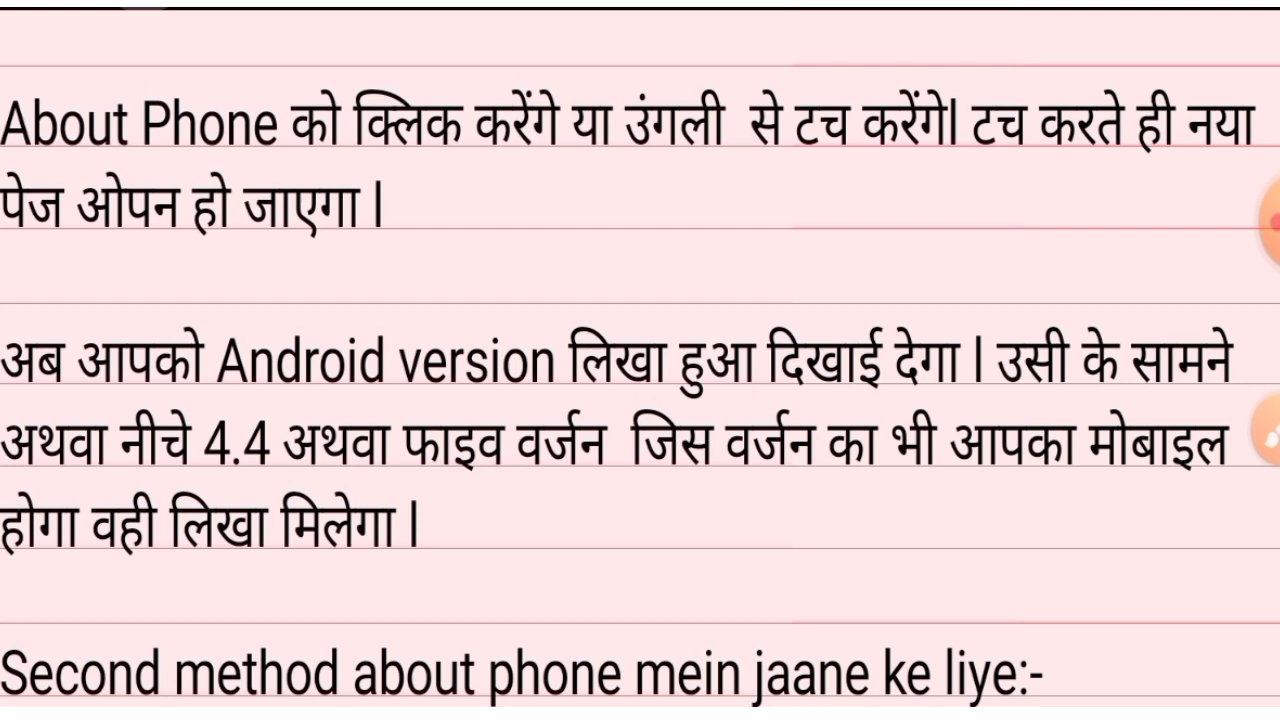 About Phone को क्लिक करेंगे या उंगली  से टच करेंगे| टच करते ही नया
पेज ओपन हो जाएगा |
अब आपको Android version लिखा हुआ दिखाई देगा | उसी के सामने
अथवा नीचे 4.4 अथवा फाइव वर्जन  जिस वर्जन का भी आपका मोबाइल
होगा वही लिखा मिलेगा |
Second method about phone mein jaane ke liye:-